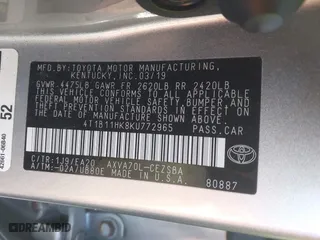 MFD.BY:TOYOTA MOTOR MANUFACTURING,
KENTUCKY,INC.03/19
GVWR 4475LB GAWR FR 2620LB RR 2420LB
THIS VEHICLE CONFORMS TO ALL APPLICABLE
FEDERAL MOTOR VEHICLE SAFETY, BUMPER, AND
THEFT PREVENTION STANDARDS IN EFFECT ON
THE DATE OF MANUFACTURE SHOWN ABOVE.
4T1B11HK8KU772965 PASS.CAR
C/TR:1J9/EA20 AXVA70L-CEZSBA
A/TM:-02A/UB80E MADE IN U.S.A.
TOYOTA
80887
52